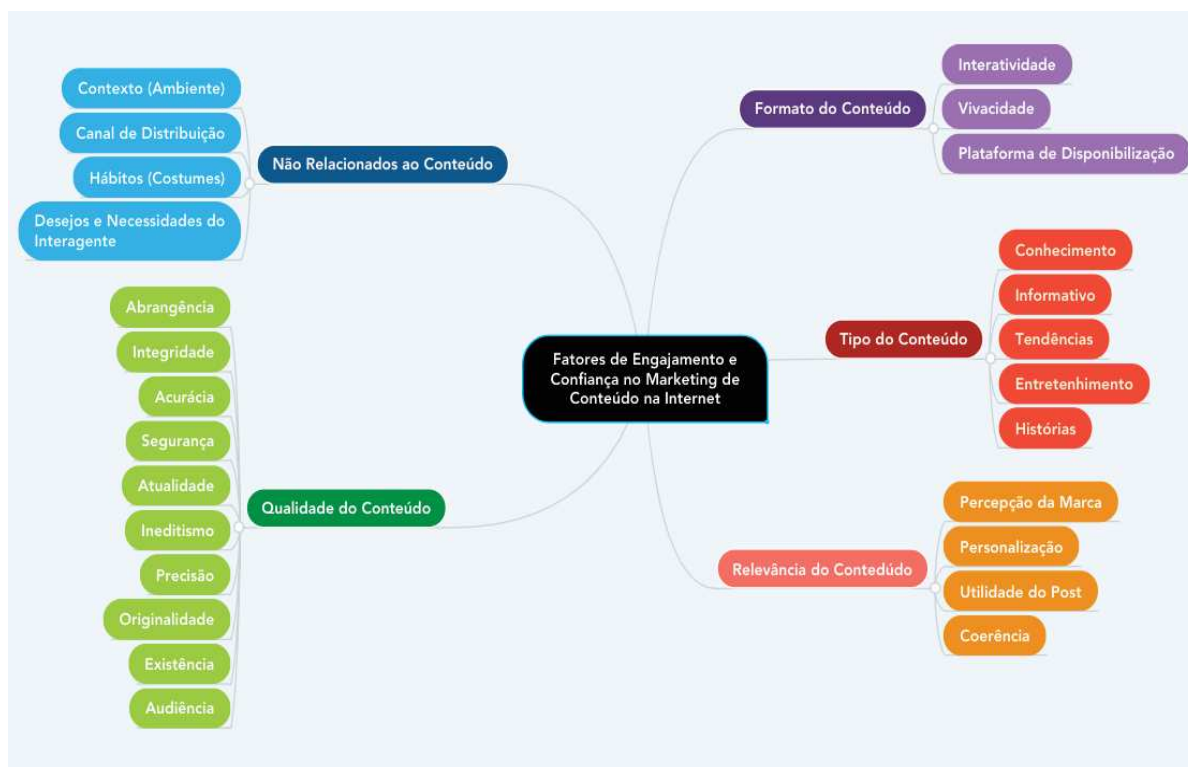 Contexto (Ambiente)
Canal de Distribuição
Hábitos (Costumes)
Desejos e Necessidades do
Interagente
Não Relacionados ao Conteúdo
Abrangência
Integridade
Acurácia
Segurança
Atualidade
Ineditismo
Precisão
Originalidade
Existência
Audiência
Qualidade do Conteúdo
Fatores de Engajamento e
Confiança no Marketing de
Conteúdo na Internet
Formato do Conteúdo
Interatividade
Vivacidade
Plataforma de Disponibilização
Tipo do Conteúdo
Conhecimento
Informativo
Tendências
Entretenhimento
Histórias
Relevância do Contedúdo
Percepção da Marca
Personalização
Utilidade do Post
Coerência